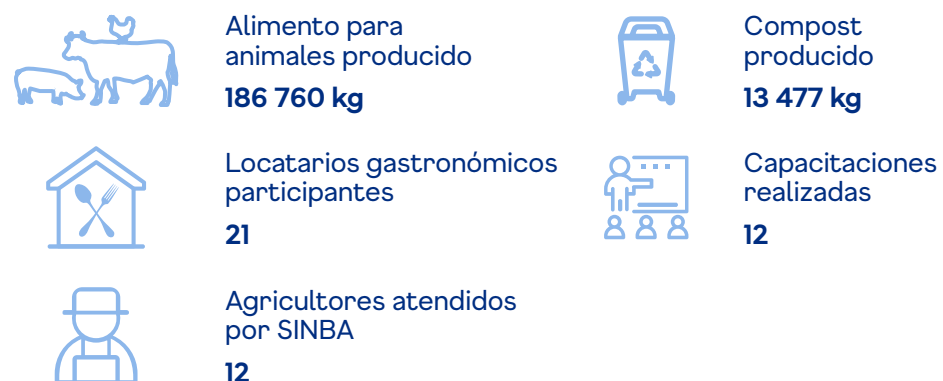 Alimento para
animales producido
186 760 kg
Compost
producido
13 477 kg
Locatarios gastronómicos
participantes
21
Capacitaciones
realizadas
12
Agricultores atendidos
por SINBA
12